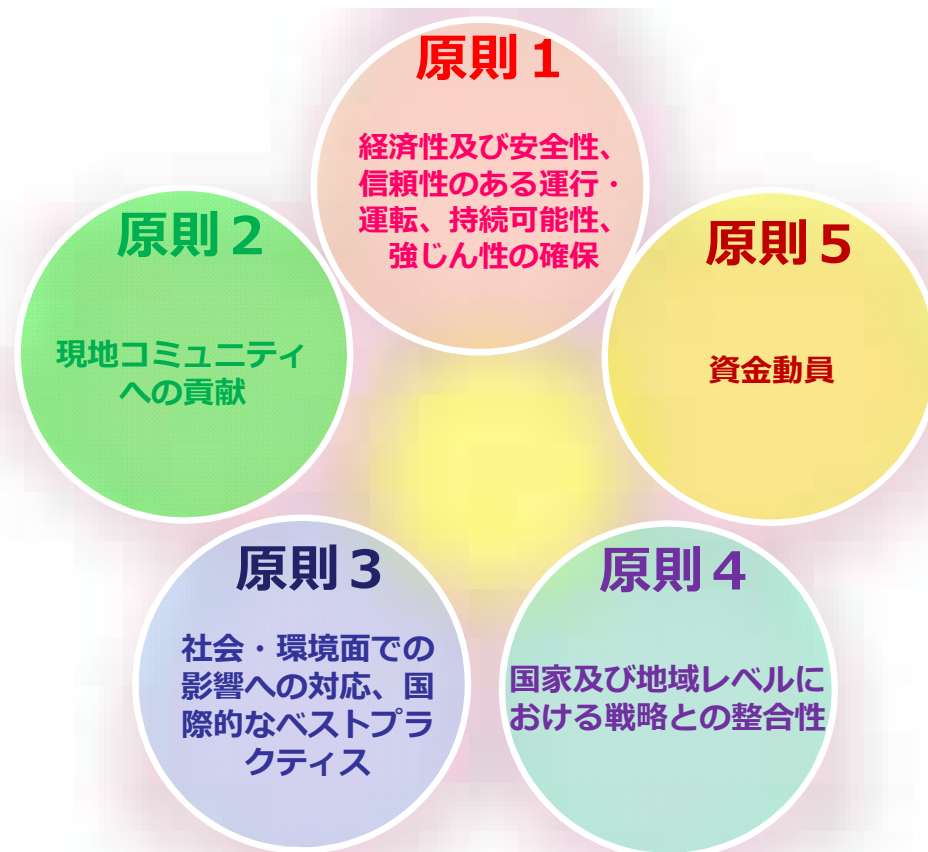 原則１
経済性及び安全性、
信頼性のある運行・
運転、持続可能性、
強じん性の確保
原則２
現地コミュニティ
への貢献
原則３
社会・環境面での
影響への対応、国
際的なベストプラ
クティス
原則４
国家及び地域レベルに
おける戦略との整合性
原則５
資金動員